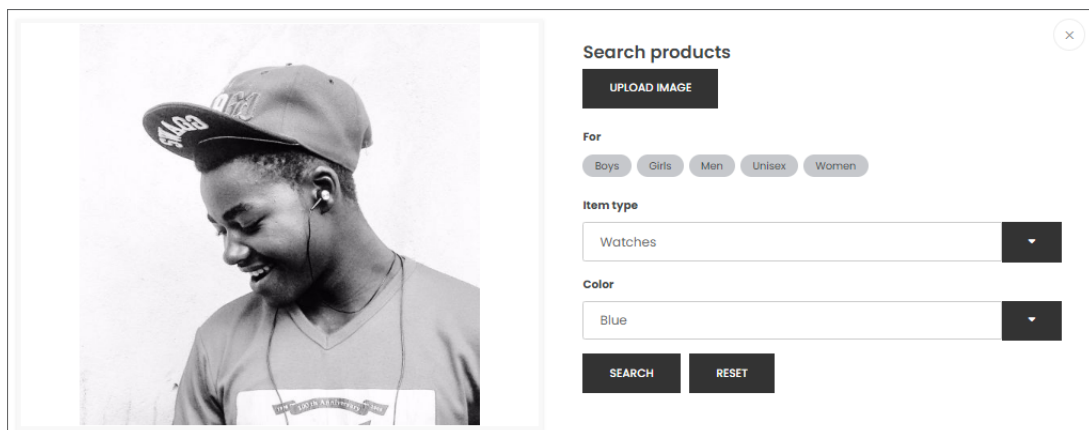 Search products
UPLOAD IMAGE
For
Boys Girls Men Unisex Women
Item type
Watches
Color
Blue
SEARCH RESET